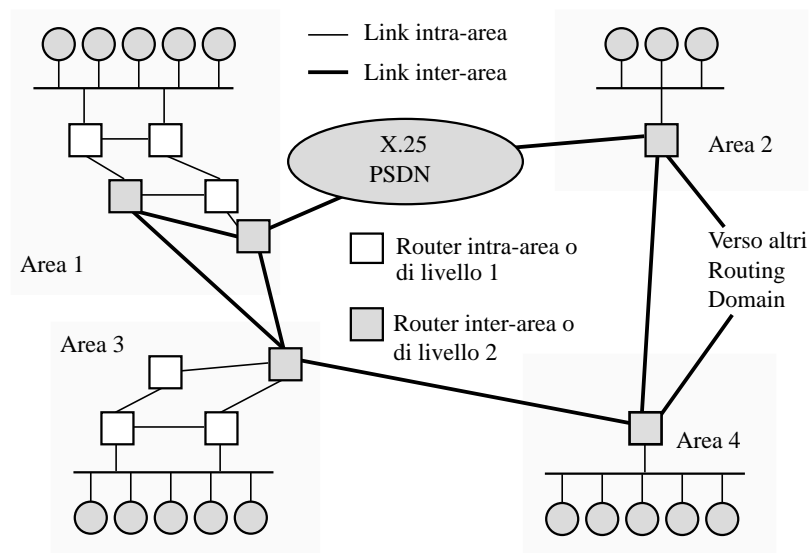 Link intra-area
Link inter-area
X.25
PSDN
Area 2
Area 1
Router intra-area o
di livello 1
Verso altri
Routing
Domain
Router inter-area o
di livello 2
Area 3
Area 4